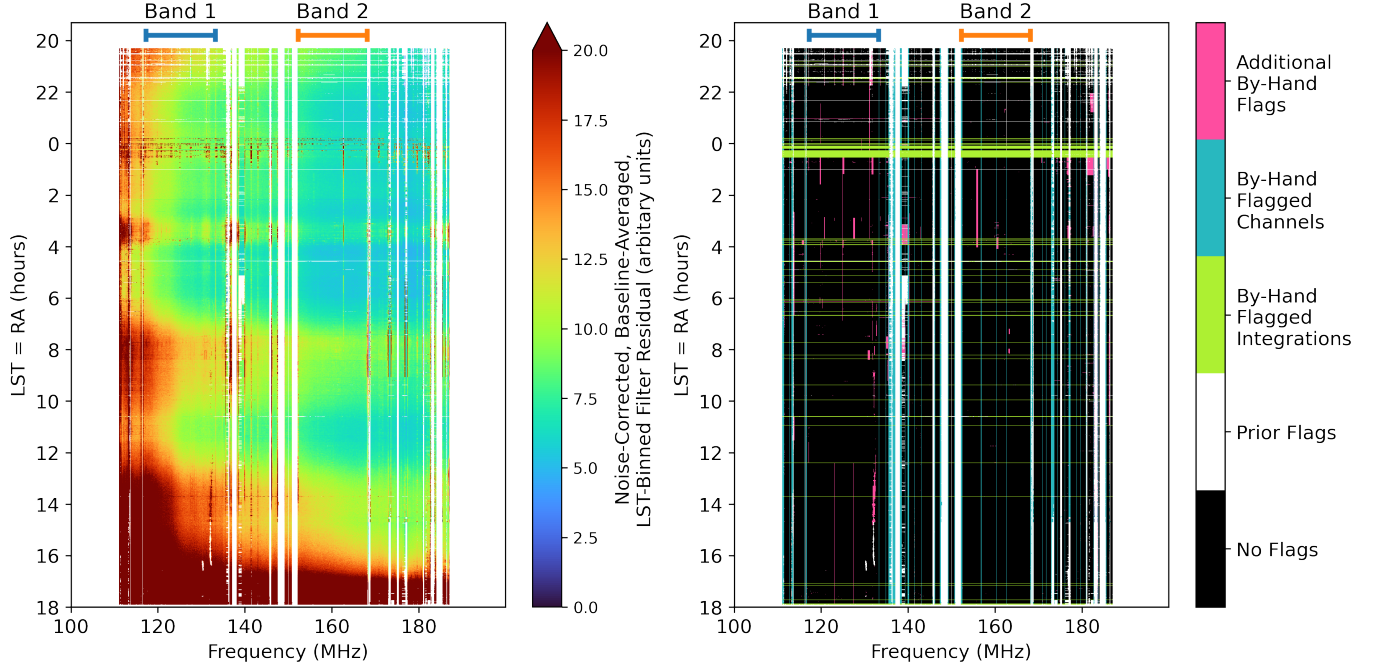 Band 1
Band 2
20
22
0
2
4
6
8
10
12
14
16
18
LST = RA (hours)
100
120
140
160
180
Frequency (MHz)
20.0
17.5
15.0
12.5
10.0
7.5
5.0
2.5
0.0
Noise-Corrected, Baseline-Averaged,
LST-Binned Filter Residual (arbitary units)
Band 1
Band 2
20
22
0
2
4
6
8
10
12
14
16
18
LST = RA (hours)
100
120
140
160
180
Frequency (MHz)
Additional
By-Hand
Flags
By-Hand
Flagged
Channels
By-Hand
Flagged
Integrations
Prior Flags
No Flags